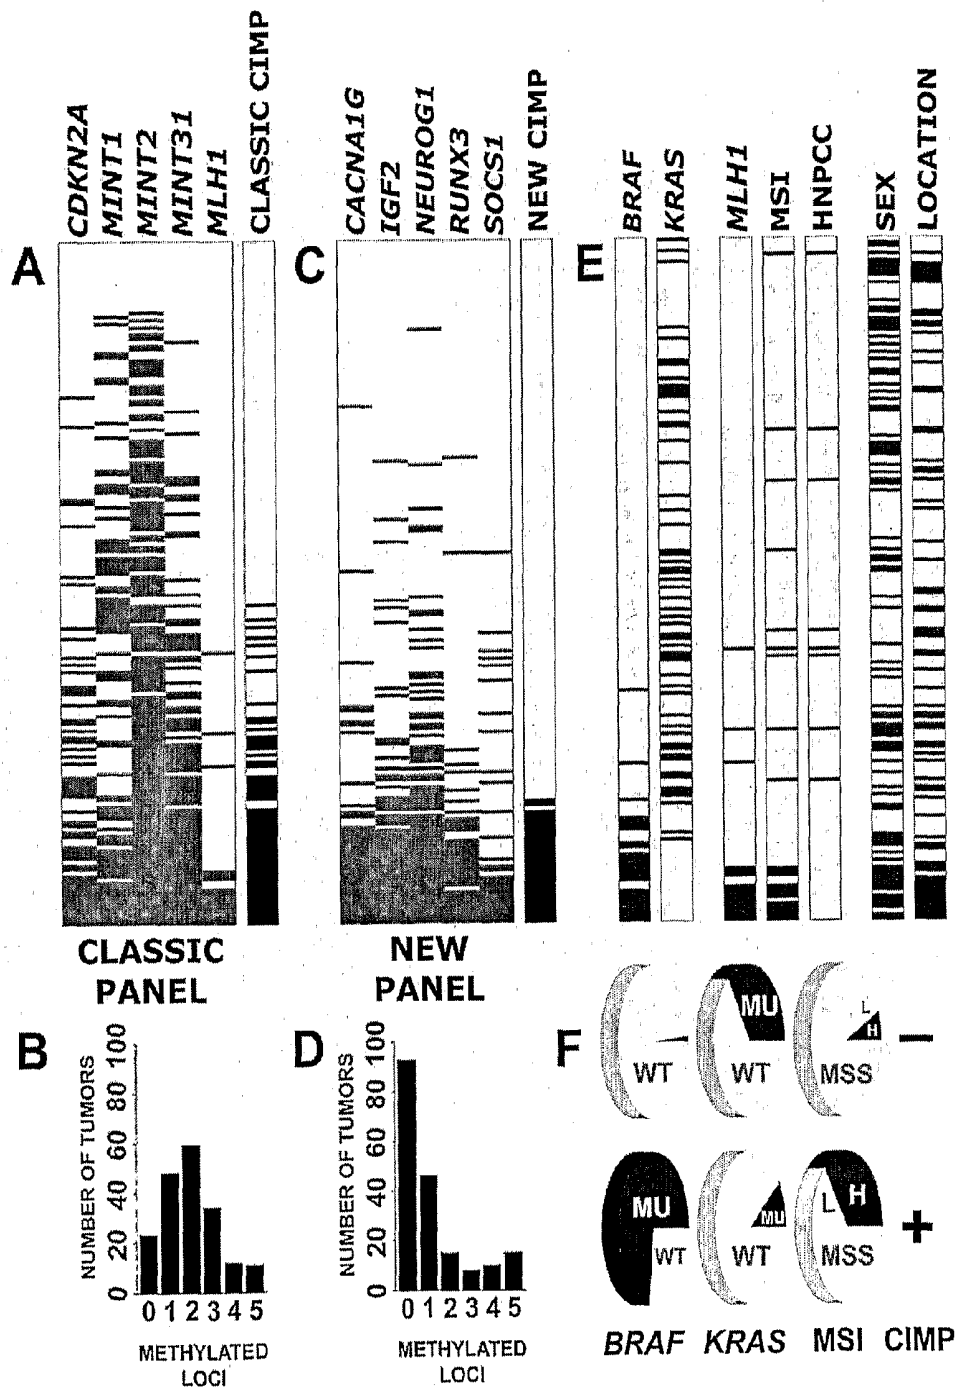 CDKN2A
MINT1
MINT2
MINT31
MLH1
CLASSIC CIMP
CACNA1G
IGF2
NEUROG1
RUNX3
SOCS1
NEW CIMP
BRAF
KRAS
MLH1
MSI
HNPCC
SEX
LOCATION
A
C
E
CLASSIC
PANEL
NEW
PANEL
B
NUMBER OF TUMORS
0 20 40 60 80 100
0 1 2 3 4 5
METHYLATED
LOCI
D
NUMBER OF TUMORS
0 20 40 60 80 100
0 1 2 3 4 5
METHYLATED
LOCI
F
WT
MU
WT
L
H
MSS
−
MU
WT
MU
WT
L
H
MSS
+
BRAF KRAS MSI CIMP